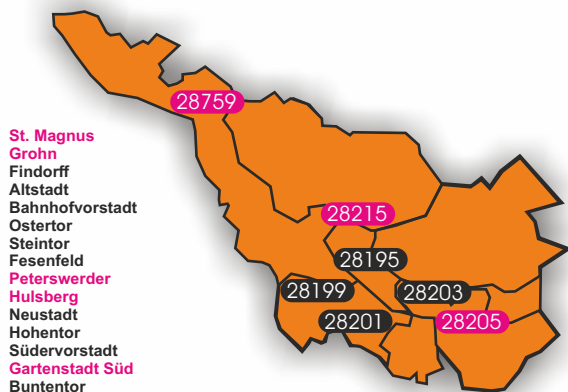 28759
St. Magnus
Grohn
Findorff
Altstadt
Bahnhofvorstadt
Ostertor
Steintor
Fesenfeld
Peterswerder
Hulsberg
Neustadt
Hohentor
Südervorstadt
Gartenstadt Süd
Buntentor
28215
28195
28199
28203
28201
28205